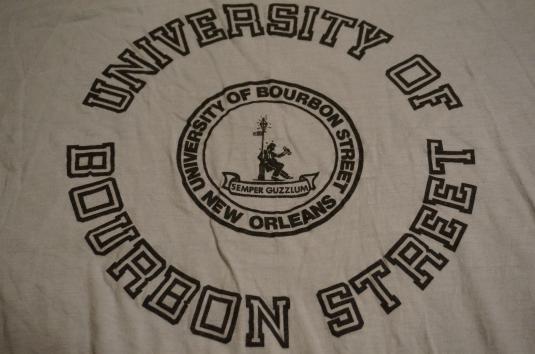 UNIVERSITY OF
BOURBON STREET
UNIVERSITY OF BOURBON STREET
NEW ORLEANS
SEMPER GUZZLUM